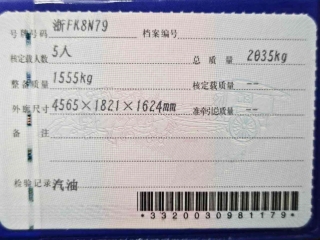 号牌号码 浙FK8N79 档案编号
核定载人数 5人 总质量 2035kg
整备质量 1555kg 核定载质量 --
外廓尺寸 4565×1821×1624mm 准牵引总质量 --
备注
检验记录 汽油
*3320030981179*